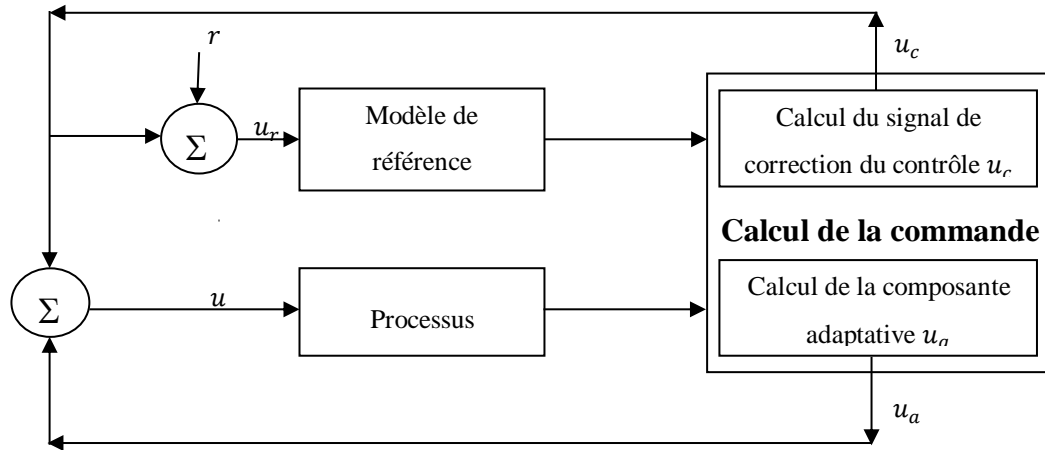 u_c
r
Σ
u_r
Modèle de
référence
Calcul du signal de
correction du contrôle u_c
Calcul de la commande
Σ
u
Processus
Calcul de la composante
adaptative u_a
u_a